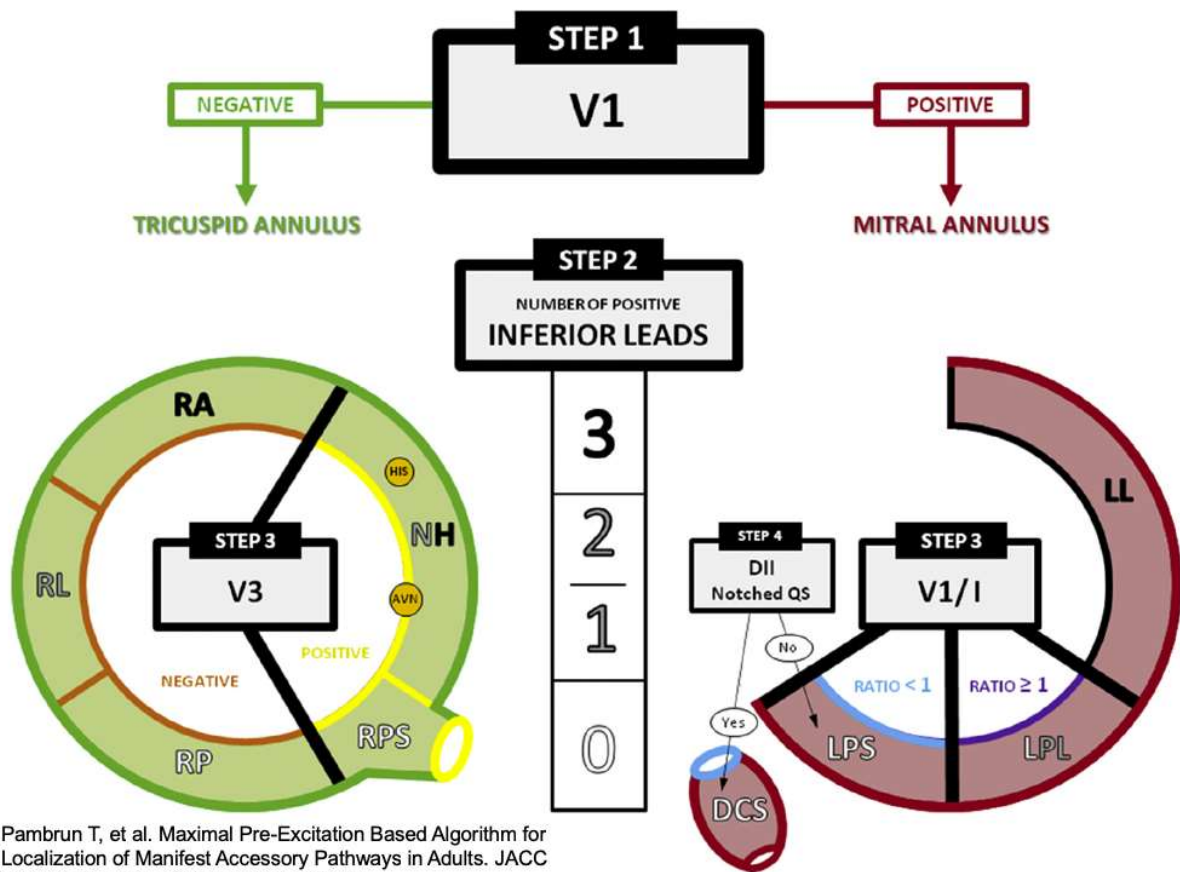 STEP 1
V1
NEGATIVE
POSITIVE
TRICUSPID ANNULUS
MITRAL ANNULUS
STEP 2
NUMBER OF POSITIVE
INFERIOR LEADS
3
2
1
0
RA
HIS
NH
STEP 3
V3
RL
AVN
POSITIVE
NEGATIVE
RPS
RP
LL
STEP 4
DII
Notched QS
STEP 3
V1/ I
No
RATIO < 1
RATIO ≥ 1
Yes
LPS
LPL
DCS
Pambrun T, et al. Maximal Pre-Excitation Based Algorithm for
Localization of Manifest Accessory Pathways in Adults. JACC